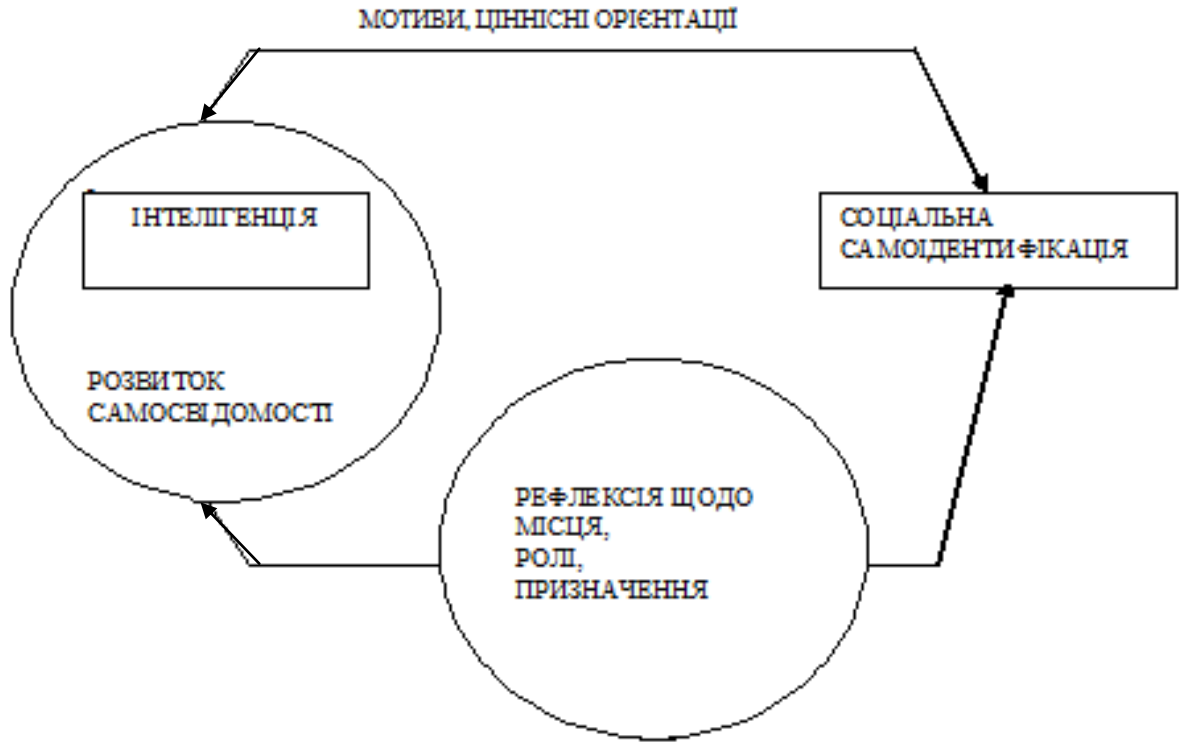 МОТИВИ, ЦІННІСНІ ОРІЄНТАЦІЇ
ІНТЕЛІГЕНЦІЯ
СОЦІАЛЬНА
САМОІДЕНТИФІКАЦІЯ
РОЗВИТОК
САМОСВІДОМОСТІ
РЕФЛЕКСІЯ ЩОДО
МІСЦЯ,
РОЛІ,
ПРИЗНАЧЕННЯ